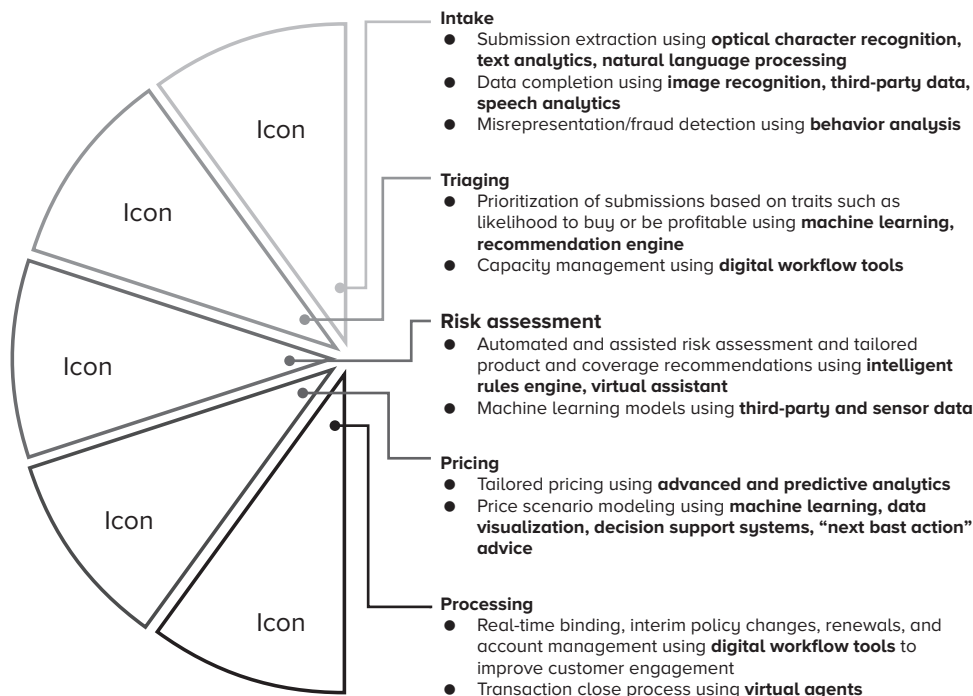 Intake
● Submission extraction using optical character recognition,
text analytics, natural language processing
● Data completion using image recognition, third-party data,
speech analytics
● Misrepresentation/fraud detection using behavior analysis
Icon
Triaging
● Prioritization of submissions based on traits such as
likelihood to buy or be profitable using machine learning,
recommendation engine
● Capacity management using digital workflow tools
Icon
Risk assessment
● Automated and assisted risk assessment and tailored
product and coverage recommendations using intelligent
rules engine, virtual assistant
● Machine learning models using third-party and sensor data
Icon
Pricing
● Tailored pricing using advanced and predictive analytics
● Price scenario modeling using machine learning, data
visualization, decision support systems, “next bast action”
advice
Icon
Processing
● Real-time binding, interim policy changes, renewals, and
account management using digital workflow tools to
improve customer engagement
● Transaction close process using virtual agents
Icon